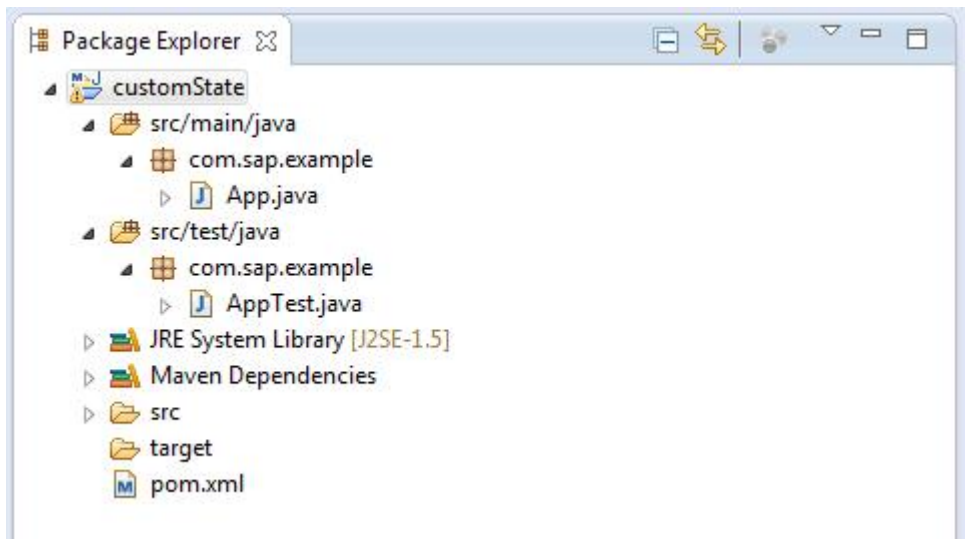 Package Explorer
customState
src/main/java
com.sap.example
App.java
src/test/java
com.sap.example
AppTest.java
JRE System Library [J2SE-1.5]
Maven Dependencies
src
target
pom.xml